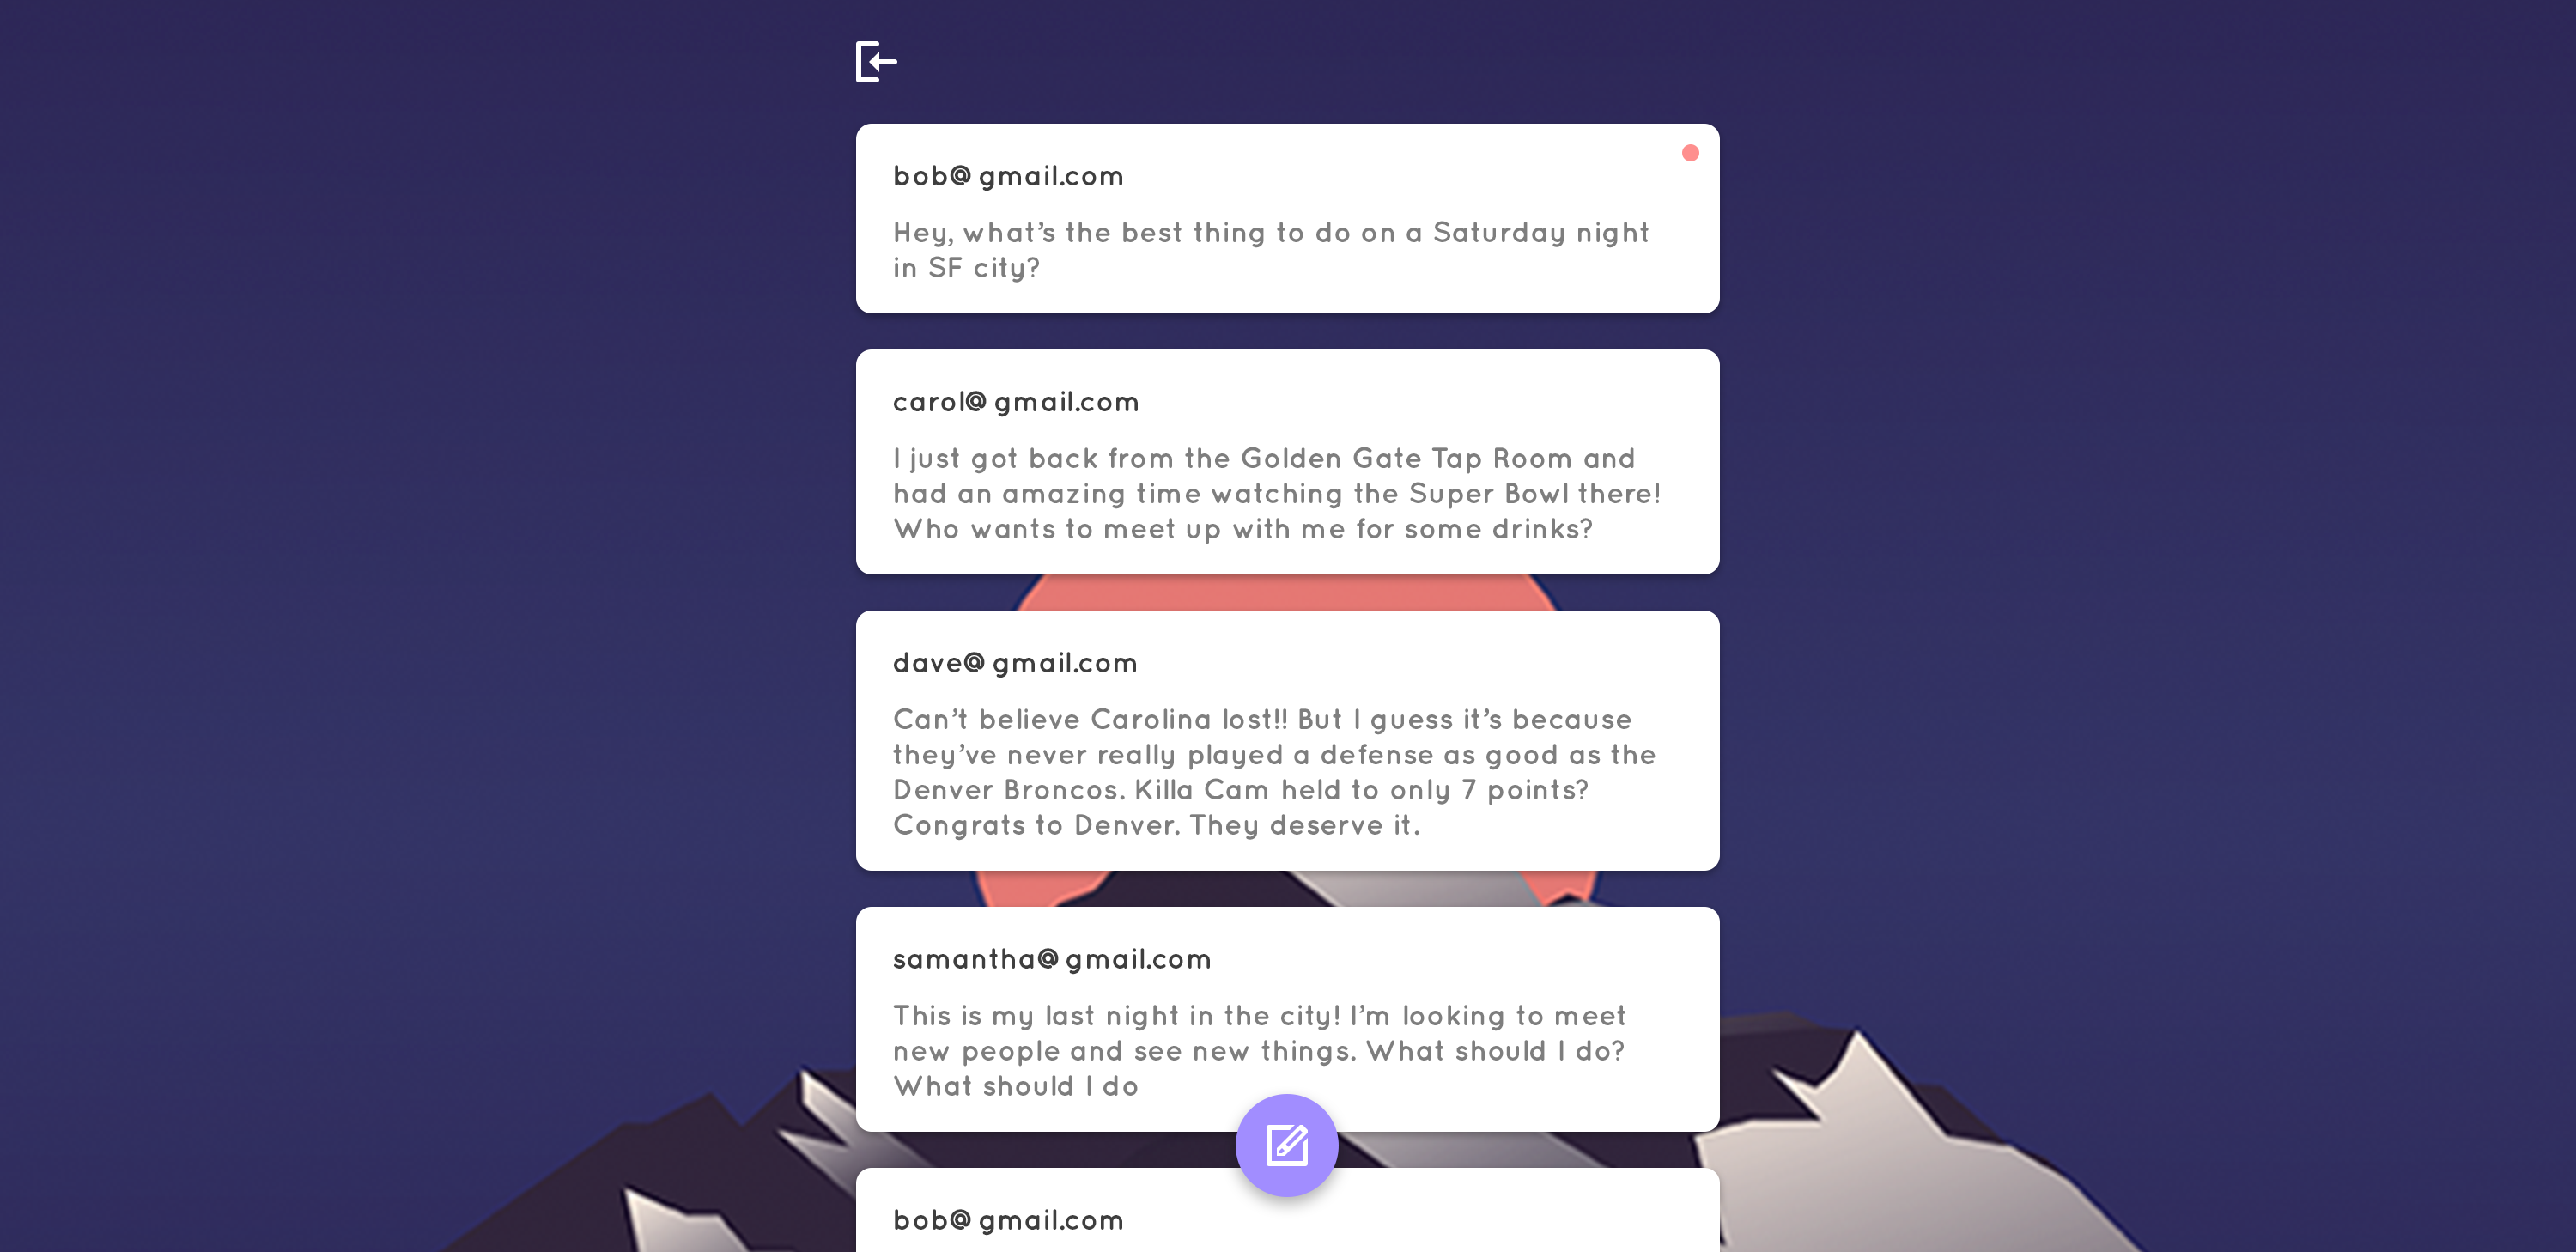 bob@gmail.com
Hey, what’s the best thing to do on a Saturday night
in SF city?
carol@gmail.com
I just got back from the Golden Gate Tap Room and
had an amazing time watching the Super Bowl there!
Who wants to meet up with me for some drinks?
dave@gmail.com
Can’t believe Carolina lost!! But I guess it’s because
they’ve never really played a defense as good as the
Denver Broncos. Killa Cam held to only 7 points?
Congrats to Denver. They deserve it.
samantha@gmail.com
This is my last night in the city! I’m looking to meet
new people and see new things. What should I do?
What should I do
bob@gmail.com